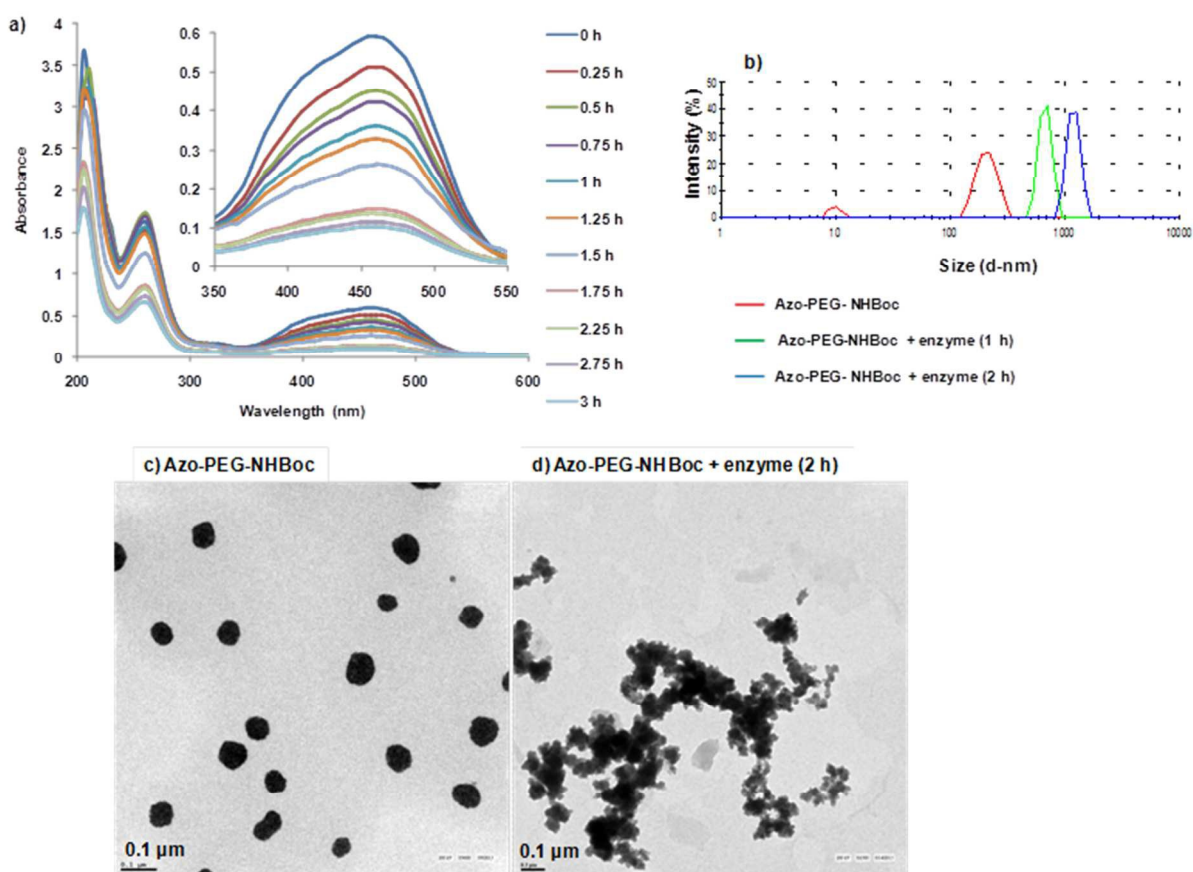 a)
4
3.5
3
2.5
2
1.5
1
0.5
0
Absorbance
200
300
400
500
600
Wavelength (nm)
0.6
0.5
0.4
0.3
0.2
0.1
0
350
400
450
500
550
0 h
0.25 h
0.5 h
0.75 h
1 h
1.25 h
1.5 h
1.75 h
2.25 h
2.75 h
3 h
b)
50
40
30
20
10
0
Intensity (%)
1
10
100
1000
10000
Size (d-nm)
Azo-PEG- NHBoc
Azo-PEG-NHBoc + enzyme (1 h)
Azo-PEG- NHBoc + enzyme (2 h)
c) Azo-PEG-NHBoc
d) Azo-PEG-NHBoc + enzyme (2 h)
0.1 µm
0.1 µm